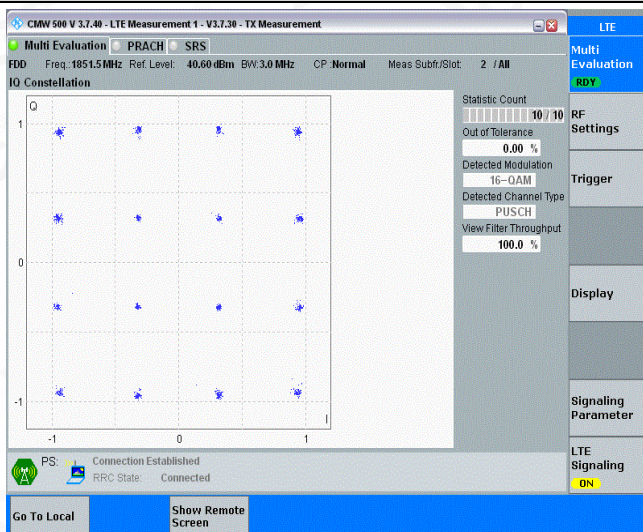 CMW 500 V 3.7.40 - LTE Measurement 1 - V3.7.30 - TX Measurement
LTE
Multi Evaluation PRACH SRS
Multi Evaluation
RDY
FDD Freq.:1851.5 MHz Ref. Level: 40.60 dBm BW:3.0 MHz CP :Normal Meas Subfr./Slot: 2 / All
IQ Constellation
Q
1
0
-1
I
-1 0 1
Statistic Count
10 / 10
Out of Tolerance
0.00 %
Detected Modulation
16-QAM
Detected Channel Type
PUSCH
View Filter Throughput
100.0 %
RF
Settings
Trigger
Display
Signaling
Parameter
LTE
Signaling
ON
PS: Connection Established
RRC State: Connected
Go To Local
Show Remote
Screen